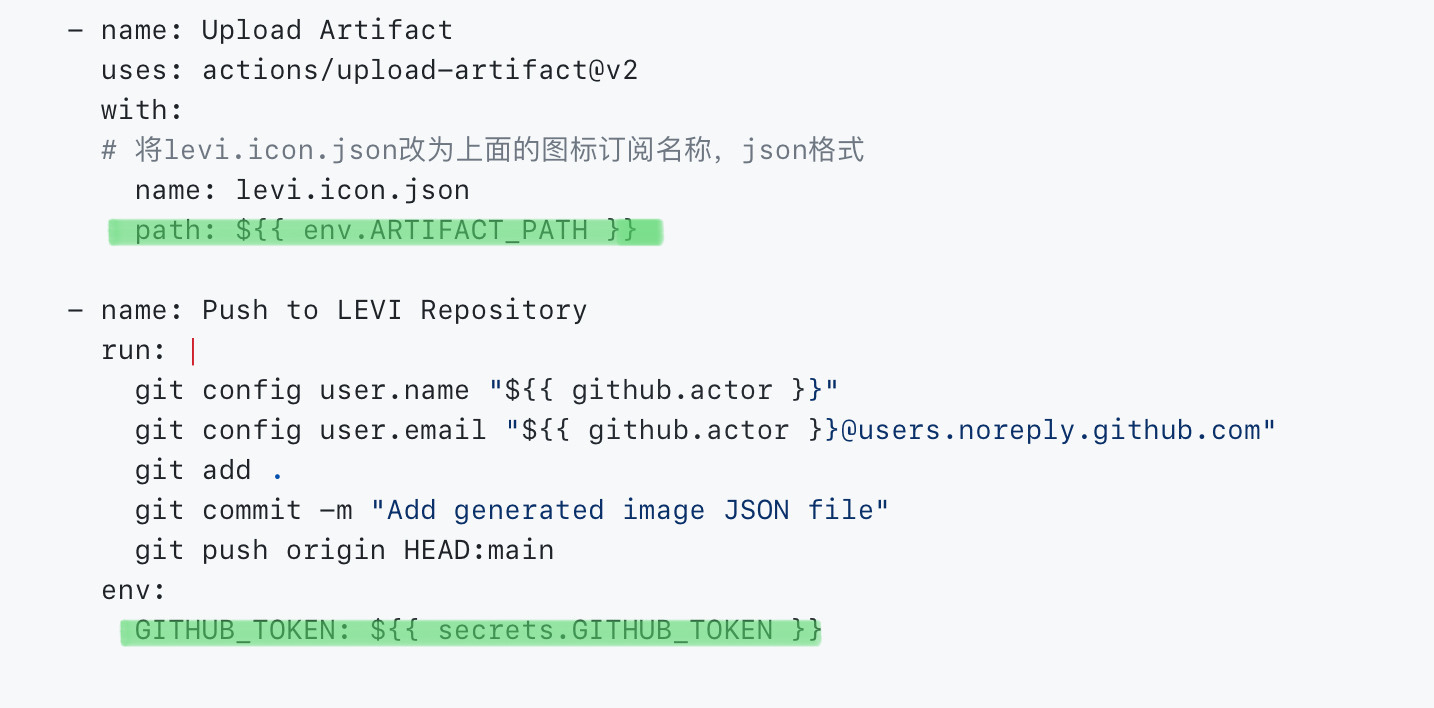 - name: Upload Artifact
uses: actions/upload-artifact@v2
with:
# 将levi.icon.json改为上面的图标订阅名称，json格式
name: levi.icon.json
path: ${{ env.ARTIFACT_PATH }}
- name: Push to LEVI Repository
run: |
git config user.name "${{ github.actor }}"
git config user.email "${{ github.actor }}@users.noreply.github.com"
git add .
git commit -m "Add generated image JSON file"
git push origin HEAD:main
env:
GITHUB_TOKEN: ${{ secrets.GITHUB_TOKEN }}